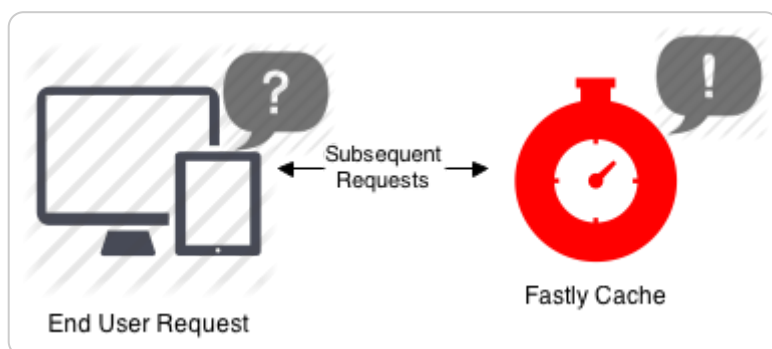 ?
!
Subsequent
Requests
Fastly Cache
End User Request